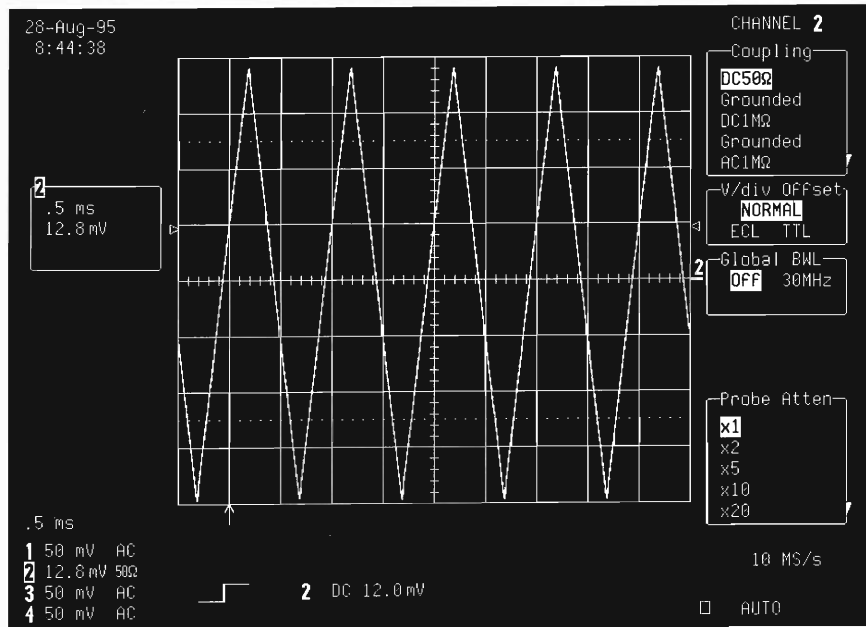 28-Aug-95
8:44:38
CHANNEL 2
Coupling
DC50Ω
Grounded
DC1MΩ
Grounded
AC1MΩ
2
.5 ms
12.8mV
V/div Offset
NORMAL
ECL TTL
2
Global BWL
Off 30MHz
Probe Atten
x1
x2
x5
x10
x20
.5 ms
1 50 mV AC
2 12.8mV 50Ω
3 50 mV AC
4 50 mV AC
2 DC 12.0mV
10 MS/s
AUTO